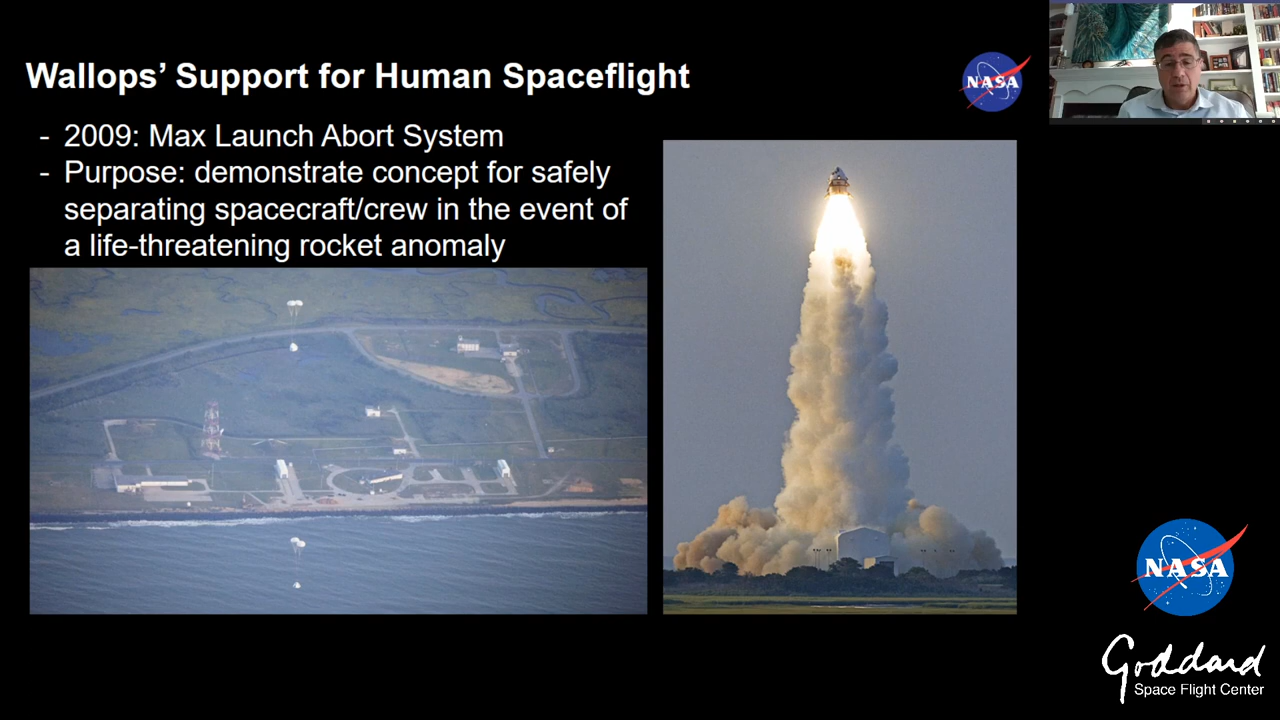 Wallops’ Support for Human Spaceflight
NASA
- 2009: Max Launch Abort System
- Purpose: demonstrate concept for safely
separating spacecraft/crew in the event of
a life-threatening rocket anomaly
NASA
Goddard
Space Flight Center